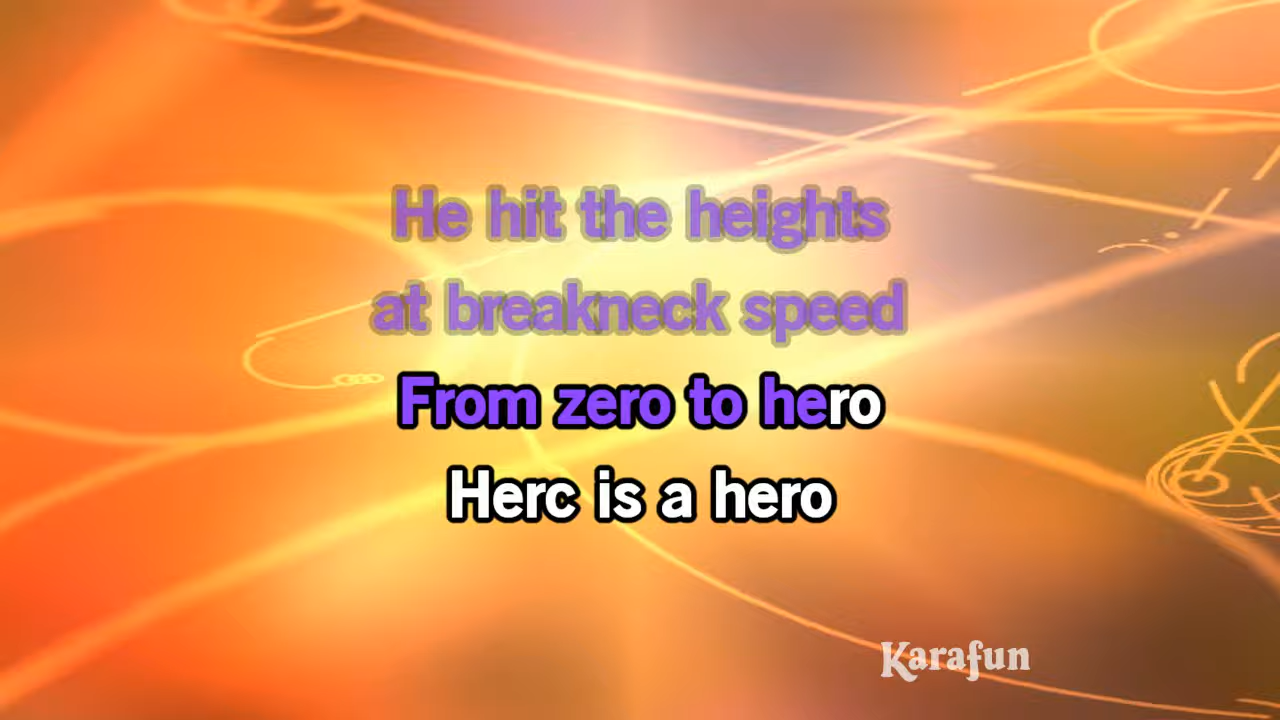 He hit the heights
at breakneck speed
From zero to hero
Herc is a hero
Karafun